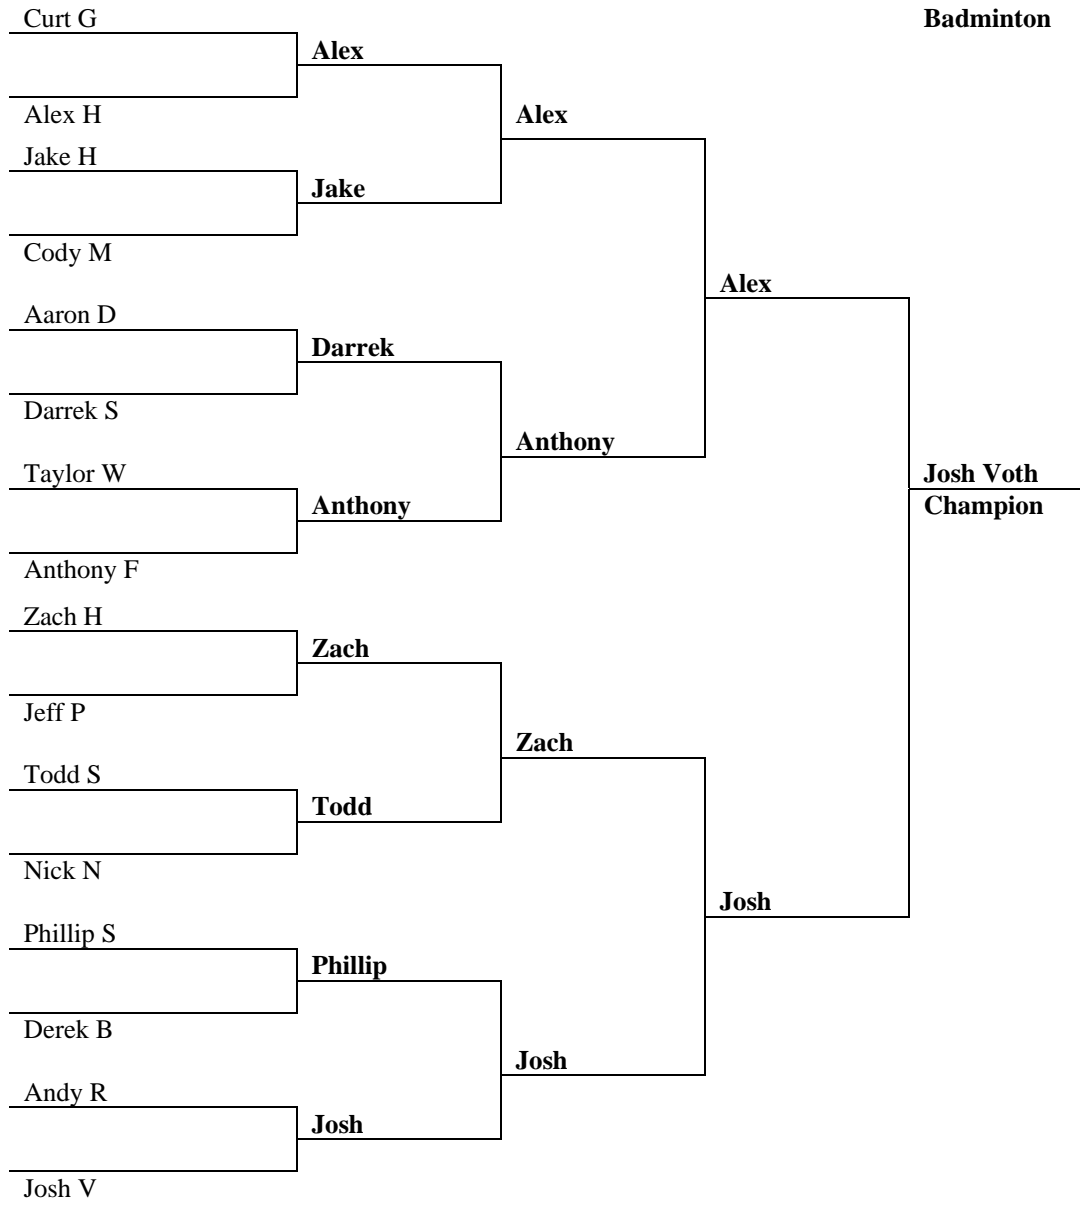 Curt G
Badminton
Alex
Alex H
Alex
Jake H
Jake
Cody M
Alex
Aaron D
Darrek
Darrek S
Anthony
Taylor W
Josh Voth
Anthony
Champion
Anthony F
Zach H
Zach
Jeff P
Zach
Todd S
Todd
Nick N
Josh
Phillip S
Phillip
Derek B
Josh
Andy R
Josh
Josh V